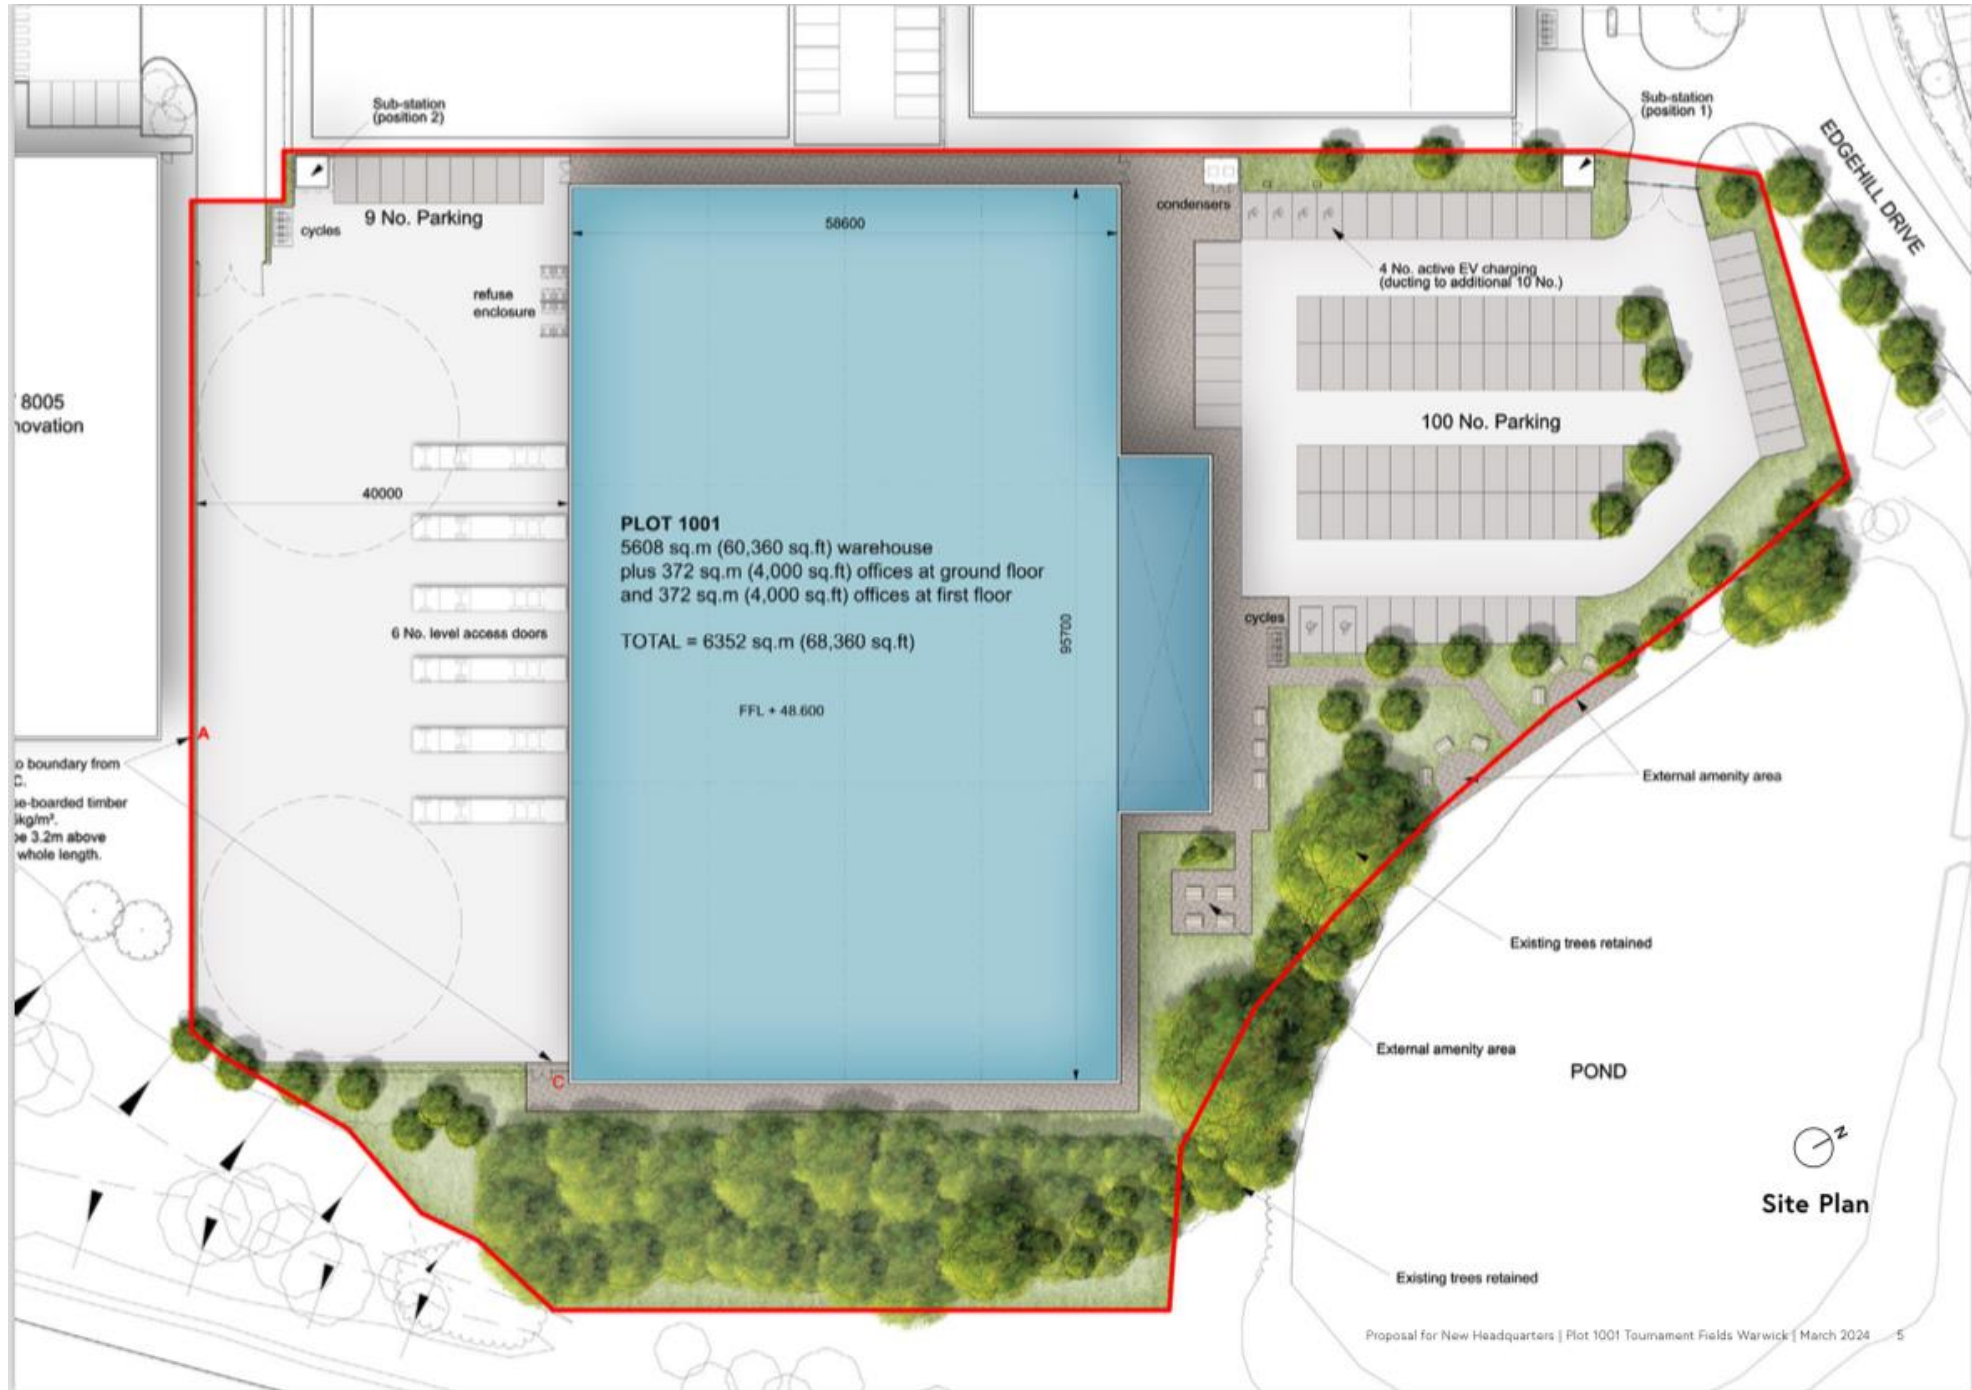 Sub-station
(position 2)
Sub-station
(position 1)
EDGEHILL DRIVE
9 No. Parking
cycles
condensers
58600
4 No. active EV charging
(ducting to additional 10 No.)
refuse
enclosure
8005
novation
100 No. Parking
40000
PLOT 1001
5608 sq.m (60,360 sq.ft) warehouse
plus 372 sq.m (4,000 sq.ft) offices at ground floor
and 372 sq.m (4,000 sq.ft) offices at first floor
TOTAL = 6352 sq.m (68,360 sq.ft)
95700
6 No. level access doors
cycles
FFL + 48.600
A
o boundary from
C.
se-boarded timber
kg/m².
be 3.2m above
whole length.
External amenity area
Existing trees retained
External amenity area
POND
C
N
Site Plan
Existing trees retained
Proposal for New Headquarters | Plot 1001 Tournament Fields Warwick | March 2024 5